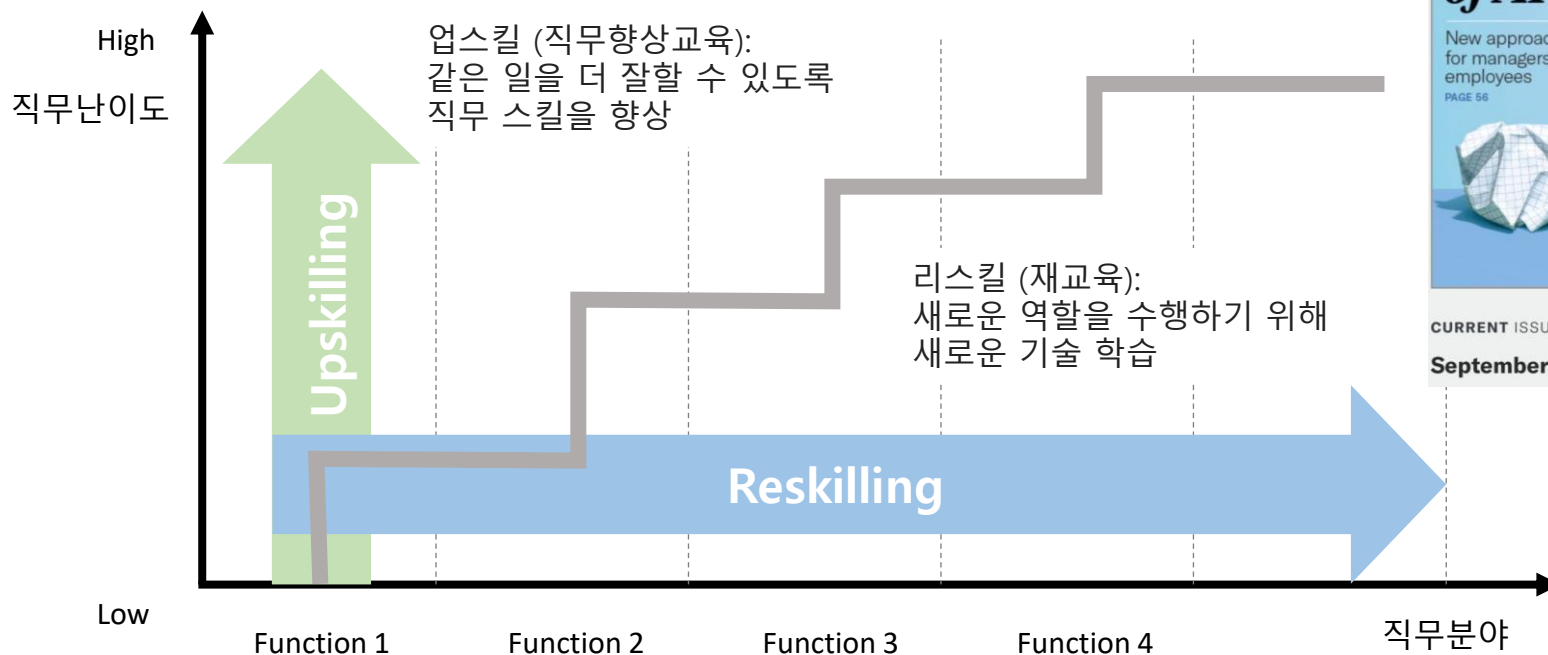 High
직무난이도
업스킬 (직무향상교육):
같은 일을 더 잘할 수 있도록
직무 스킬을 향상
Upskilling
리스킬 (재교육):
새로운 역할을 수행하기 위해
새로운 기술 학습
Reskilling
Low
Function 1
Function 2
Function 3
Function 4
직무분야
New
for managers
employees
PAGE 56
CURRENT
September